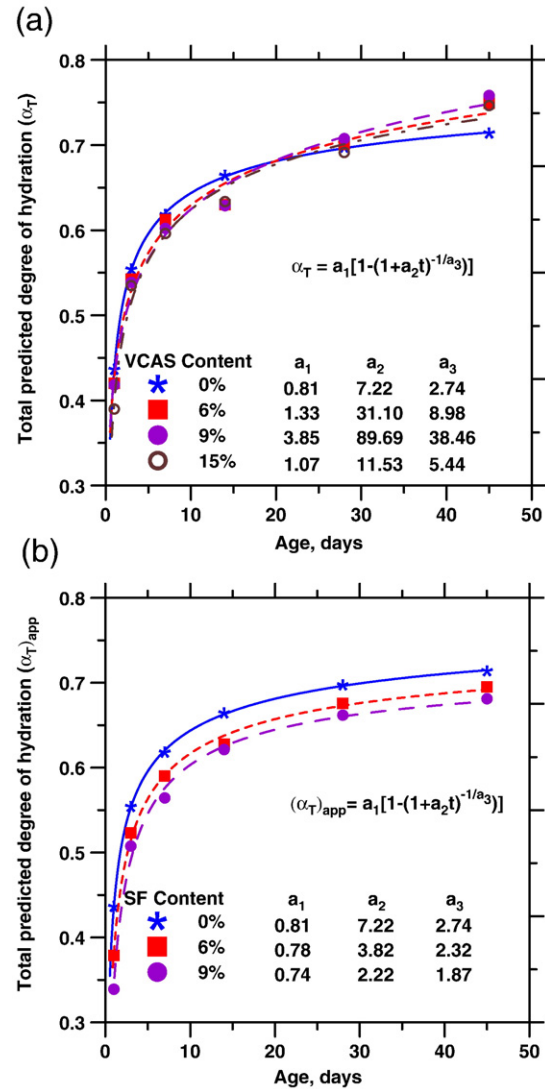 (a)
0.8
0.7
0.6
0.5
0.4
0.3
Total predicted degree of hydration (αT)
αT = a1[1-(1+a2t)-1/a3)]
VCAS Content a1 a2 a3
0% 0.81 7.22 2.74
6% 1.33 31.10 8.98
9% 3.85 89.69 38.46
15% 1.07 11.53 5.44
0 10 20 30 40 50
Age, days
(b)
0.8
0.7
0.6
0.5
0.4
0.3
Total predicted degree of hydration (αT)app
(αT)app= a1[1-(1+a2t)-1/a3)]
SF Content a1 a2 a3
0% 0.81 7.22 2.74
6% 0.78 3.82 2.32
9% 0.74 2.22 1.87
0 10 20 30 40 50
Age, days